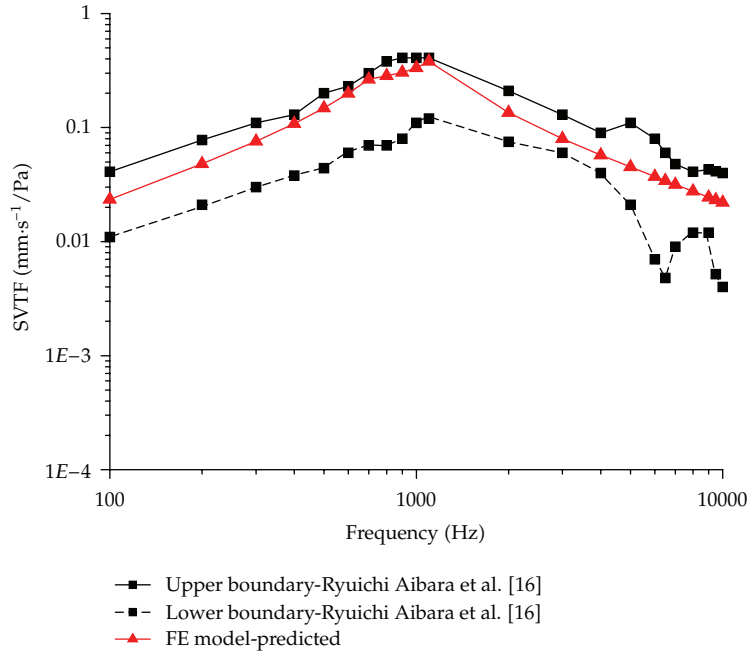 1
0.1
0.01
1E−3
1E−4
SVTF (mm·s⁻¹/Pa)
100
1000
10000
Frequency (Hz)
Upper boundary-Ryuichi Aibara et al. [16]
Lower boundary-Ryuichi Aibara et al. [16]
FE model-predicted